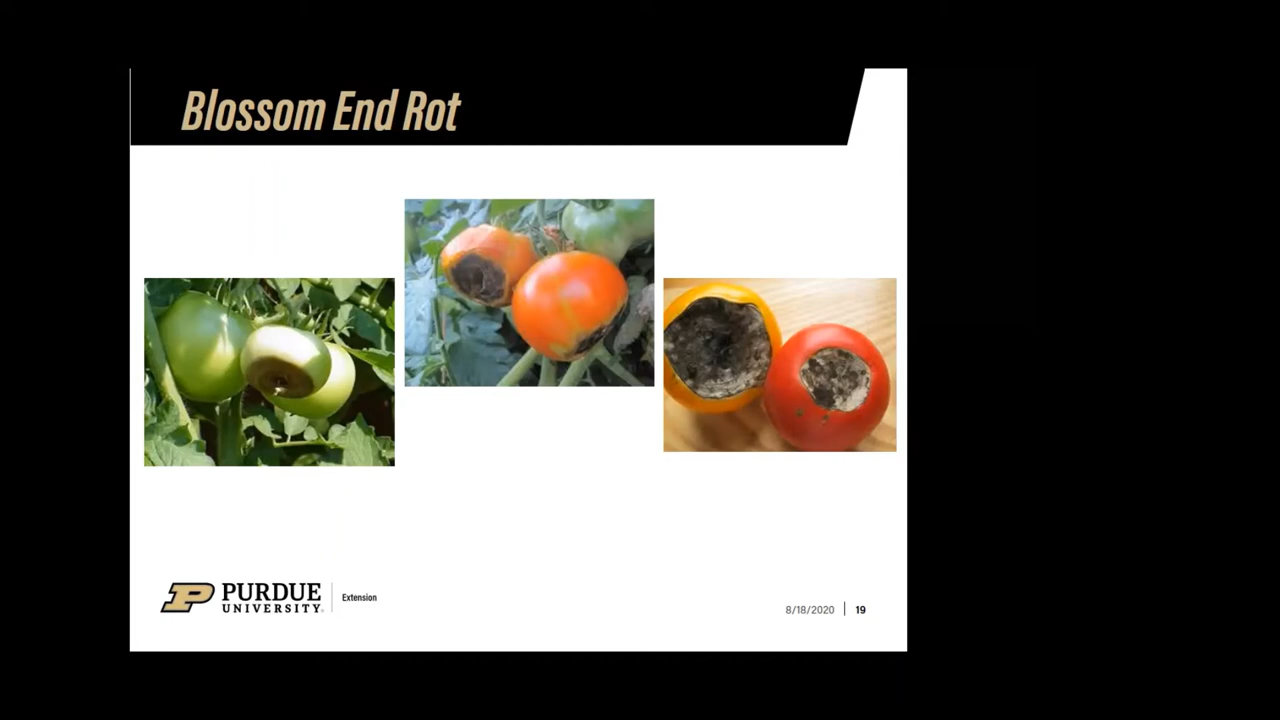 Blossom End Rot
PURDUE
UNIVERSITY
Extension
8/18/2020 19